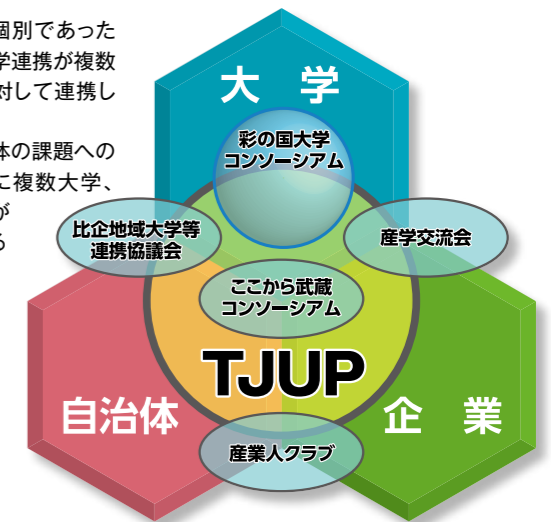 個別であった
学連携が複数
対して連携し
体の課題への
に複数大学、
が
る
大 学
彩の国大学
コンソーシアム
比企地域大学等
連携協議会
産学交流会
ここから武蔵
コンソーシアム
TJUP
自治体
企 業
産業人クラブ